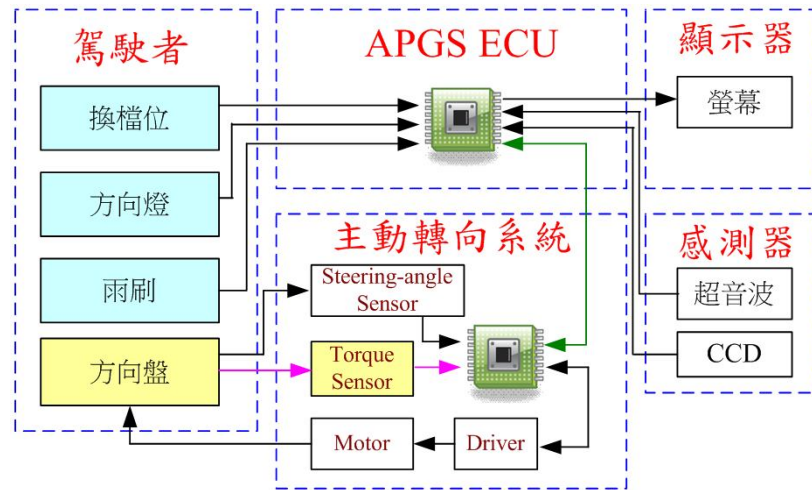 駕駛者
換檔位
方向燈
雨刷
方向盤
APGS ECU
顯示器
螢幕
主動轉向系統
Steering-angle
Sensor
Torque
Sensor
Motor
Driver
感測器
超音波
CCD